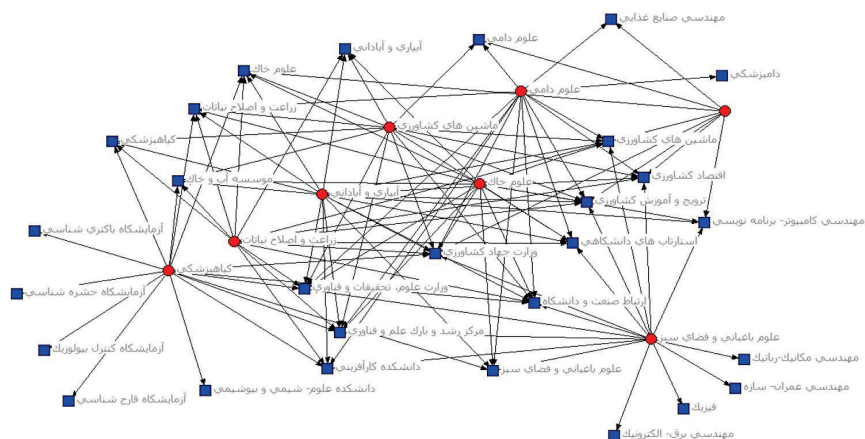 مهندسي صنايع غذايي
علوم دامي
آبياري و آباداني
علوم خاك
دامپزشكي
علوم دامي
زراعت و اصلاح نباتات
ماشين هاي كشاورزي
گياهپزشكي
ماشين هاي كشاورزي
موسسه آب و خاك
علوم خاك
اقتصاد كشاورزي
آبياري و آباداني
ترويج و آموزش كشاورزي
مهندسي كامپيوتر- برنامه نويسي
آزمايشگاه باكتري شناسي
زراعت و اصلاح نباتات
استارتاپ هاي دانشگاهي
وزارت جهاد كشاورزي
گياهپزشكي
آزمايشگاه حشره شناسي
وزارت علوم، تحقيقات و فناوري
ارتباط صنعت و دانشگاه
مركز رشد و پارك علم و فناوري
علوم باغباني و فضاي سبز
آزمايشگاه كنترل بيولوزيك
مهندسي مكانيك-رباتيك
دانشكده كارآفريني
علوم باغباني و فضاي سبز
مهندسي عمران- سازه
دانشكده علوم- شيمي و بيوشيمي
آزمايشگاه قارچ شناسي
فيزيك
مهندسي برق- الكترونيك